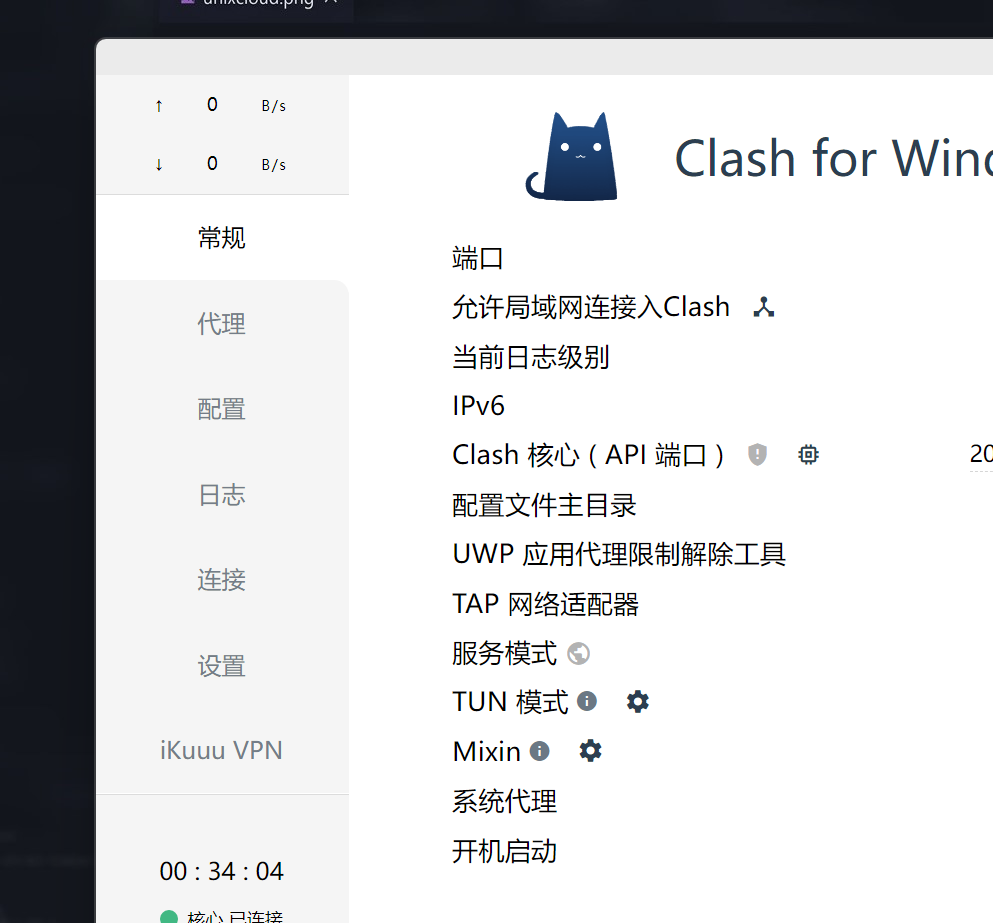 unixcloud.png
↑ 0 B/s
↓ 0 B/s
常规
代理
配置
日志
连接
设置
iKuuu VPN
00 : 34 : 04
核心 已连接
Clash for Wind
端口
允许局域网连接入Clash
当前日志级别
IPv6
Clash 核心 ( API 端口 ) 20
配置文件主目录
UWP 应用代理限制解除工具
TAP 网络适配器
服务模式
TUN 模式
Mixin
系统代理
开机启动